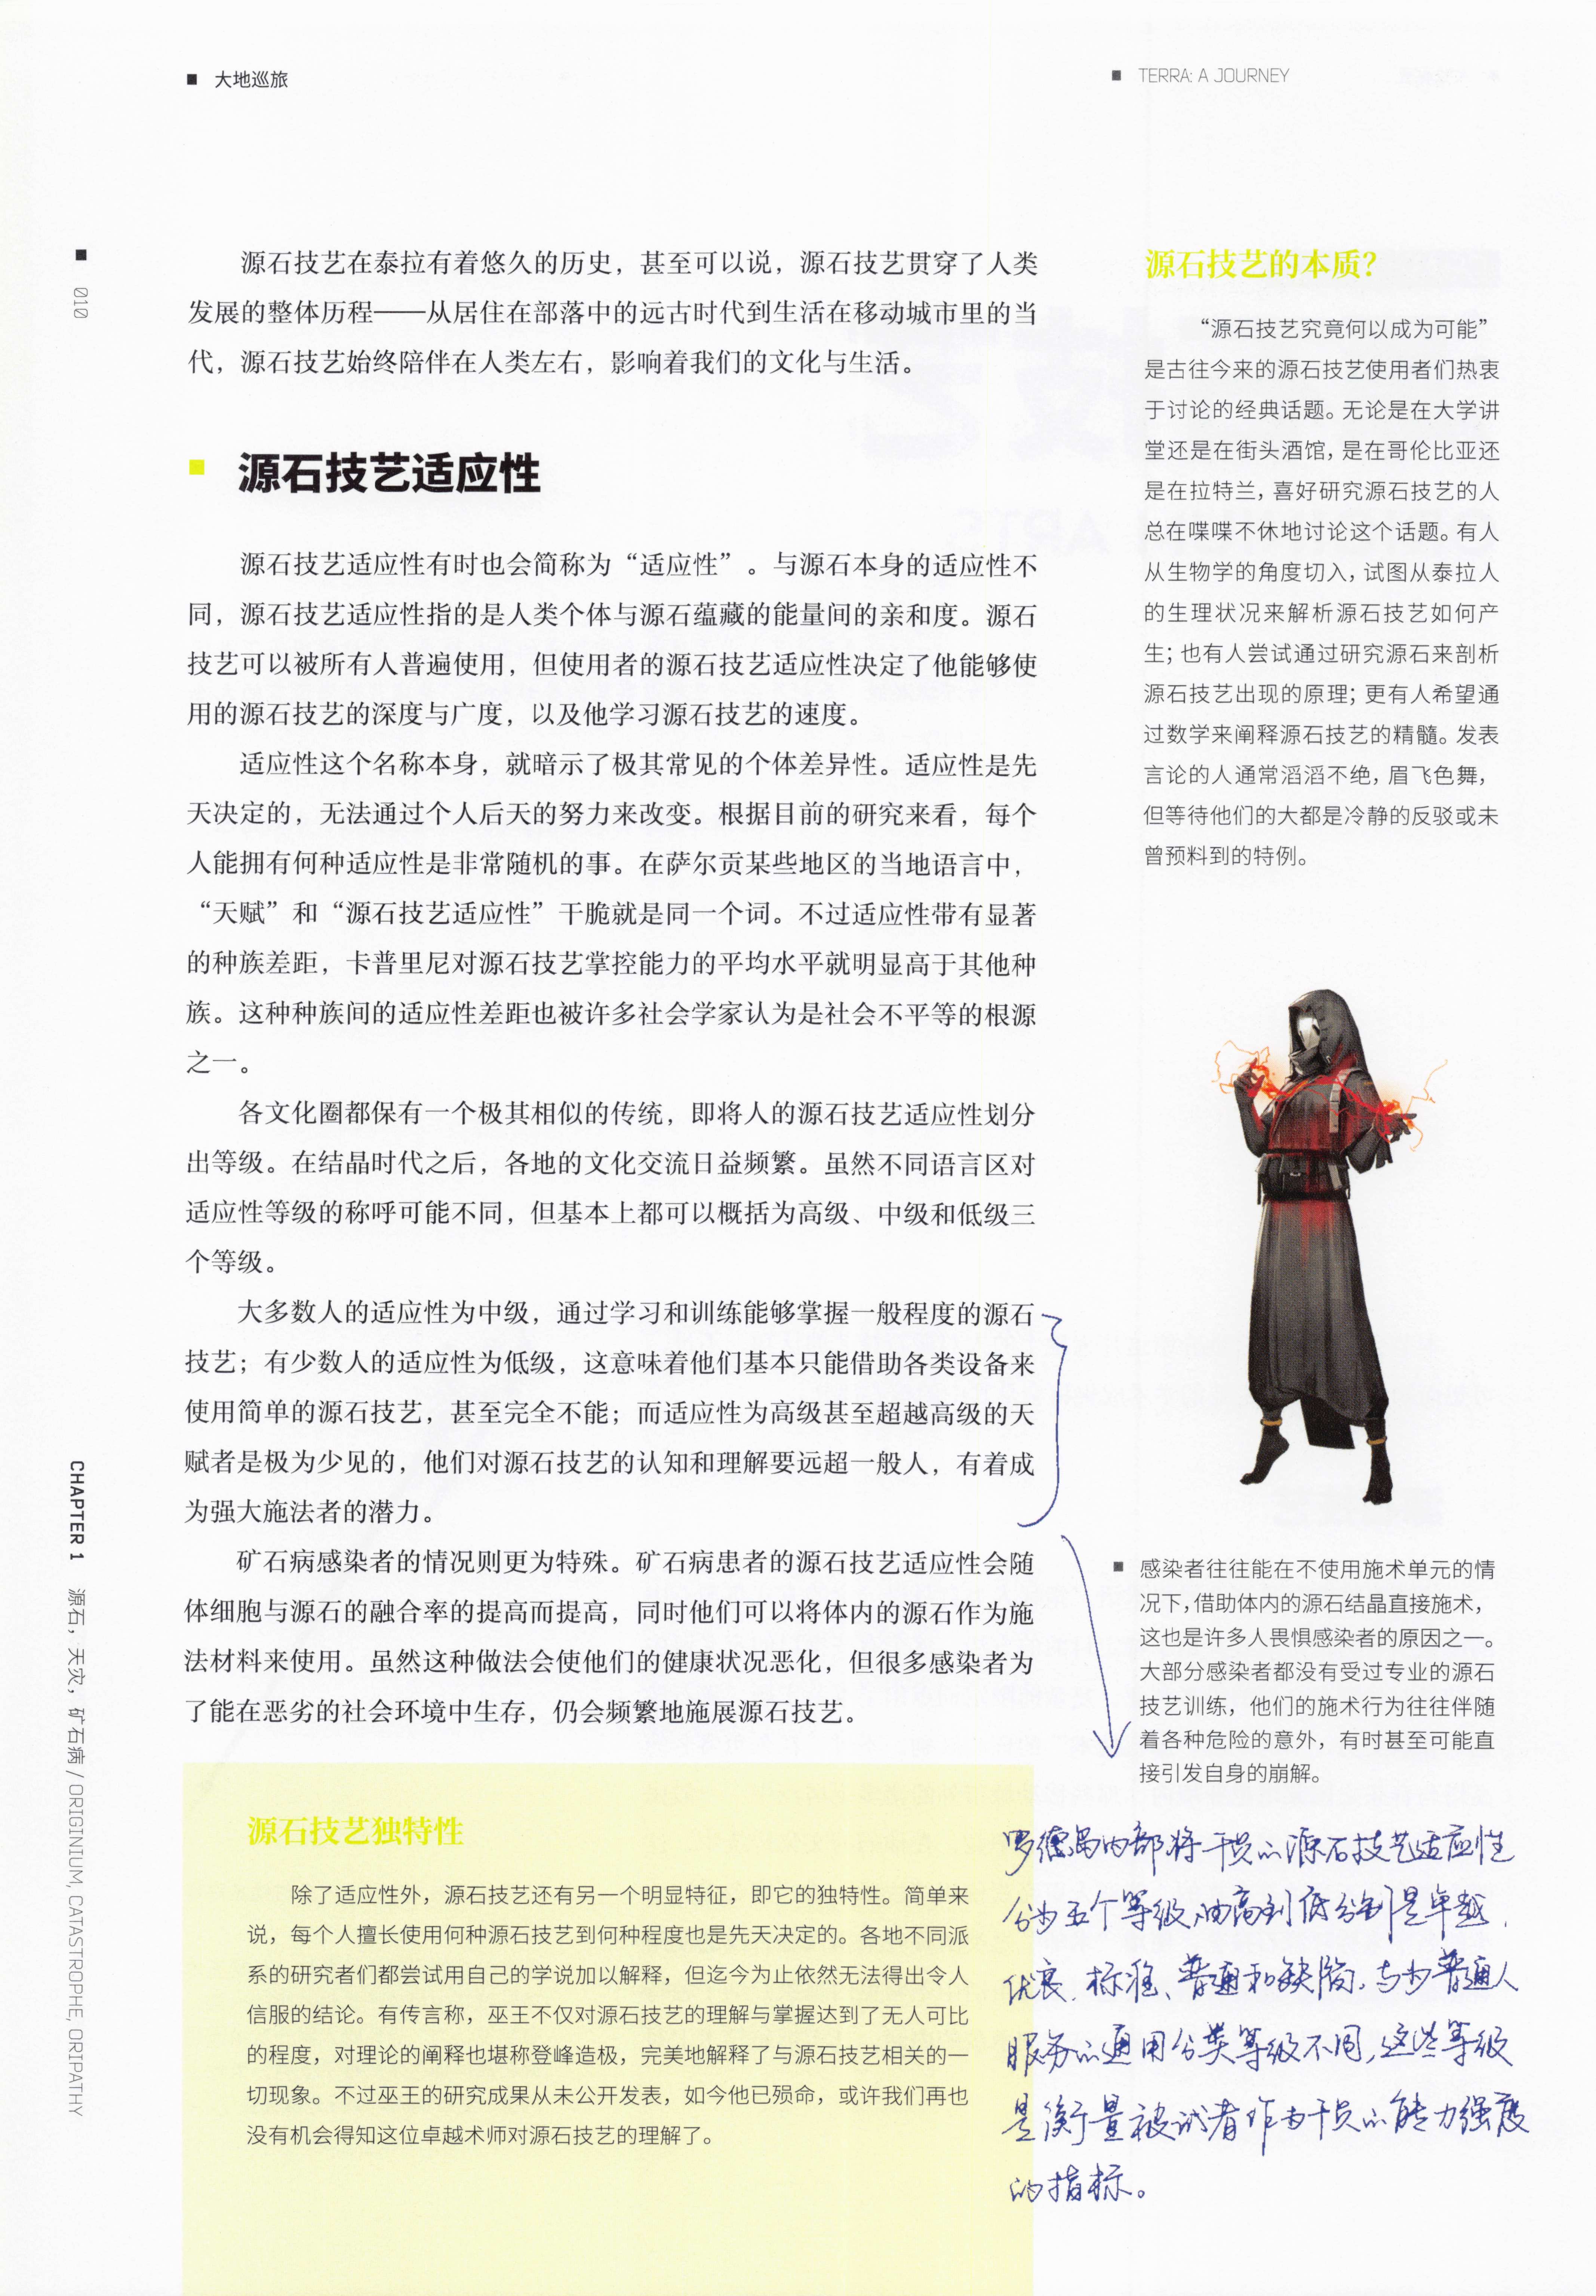 大地巡旅
TERRA: A JOURNEY
010
源石技艺在泰拉有着悠久的历史，甚至可以说，源石技艺贯穿了人类
发展的整体历程——从居住在部落中的远古时代到生活在移动城市里的当
代，源石技艺始终陪伴在人类左右，影响着我们的文化与生活。
源石技艺适应性
源石技艺适应性有时也会简称为“适应性”。与源石本身的适应性不
同，源石技艺适应性指的是人类个体与源石蕴藏的能量间的亲和度。源石
技艺可以被所有人普遍使用，但使用者的源石技艺适应性决定了他能够使
用的源石技艺的深度与广度，以及他学习源石技艺的速度。
适应性这个名称本身，就暗示了极其常见的个体差异性。适应性是先
天决定的，无法通过个人后天的努力来改变。根据目前的研究来看，每个
人能拥有何种适应性是非常随机的事。在萨尔贡某些地区的当地语言中，
“天赋”和“源石技艺适应性”干脆就是同一个词。不过适应性带有显著
的种族差距，卡普里尼对源石技艺掌控能力的平均水平就明显高于其他种
族。这种种族间的适应性差距也被许多社会学家认为是社会不平等的根源
之一。
各文化圈都保有一个极其相似的传统，即将人的源石技艺适应性划分
出等级。在结晶时代之后，各地的文化交流日益频繁。虽然不同语言区对
适应性等级的称呼可能不同，但基本上都可以概括为高级、中级和低级三
个等级。
大多数人的适应性为中级，通过学习和训练能够掌握一般程度的源石
技艺；有少数人的适应性为低级，这意味着他们基本只能借助各类设备来
使用简单的源石技艺，甚至完全不能；而适应性为高级甚至超越高级的天
赋者是极为少见的，他们对源石技艺的认知和理解要远超一般人，有着成
为强大施法者的潜力。
矿石病感染者的情况则更为特殊。矿石病患者的源石技艺适应性会随
体细胞与源石的融合率的提高而提高，同时他们可以将体内的源石作为施
法材料来使用。虽然这种做法会使他们的健康状况恶化，但很多感染者为
了能在恶劣的社会环境中生存，仍会频繁地施展源石技艺。
源石技艺独特性
除了适应性外，源石技艺还有另一个明显特征，即它的独特性。简单来
说，每个人擅长使用何种源石技艺到何种程度也是先天决定的。各地不同派
系的研究者们都尝试用自己的学说加以解释，但迄今为止依然无法得出令人
信服的结论。有传言称，巫王不仅对源石技艺的理解与掌握达到了无人可比
的程度，对理论的阐释也堪称登峰造极，完美地解释了与源石技艺相关的一
切现象。不过巫王的研究成果从未公开发表，如今他已殒命，或许我们再也
没有机会得知这位卓越术师对源石技艺的理解了。
源石技艺的本质？
“源石技艺究竟何以成为可能”
是古往今来的源石技艺使用者们热衷
于讨论的经典话题。无论是在大学讲
堂还是在街头酒馆，是在哥伦比亚还
是在拉特兰，喜好研究源石技艺的人
总在喋喋不休地讨论这个话题。有人
从生物学的角度切入，试图从泰拉人
的生理状况来解析源石技艺如何产
生；也有人尝试通过研究源石来剖析
源石技艺出现的原理；更有人希望通
过数学来阐释源石技艺的精髓。发表
言论的人通常滔滔不绝，眉飞色舞，
但等待他们的大都是冷静的反驳或未
曾预料到的特例。
感染者往往能在不使用施术单元的情
况下，借助体内的源石结晶直接施术，
这也是许多人畏惧感染者的原因之一。
大部分感染者都没有受过专业的源石
技艺训练，他们的施术行为往往伴随
着各种危险的意外，有时甚至可能直
接引发自身的崩解。
罗德岛内部将干员的源石技艺适应性
分为五个等级，由高到低分别是卓越、
优良、标准、普通和缺陷。与为普通人
服务的通用分类等级不同，这些等级
是衡量被试者作为干员的能力强度
的指标。
CHAPTER 1 源石，天灾，矿石病 / ORIGINIUM, CATASTROPHE, ORIPATHY